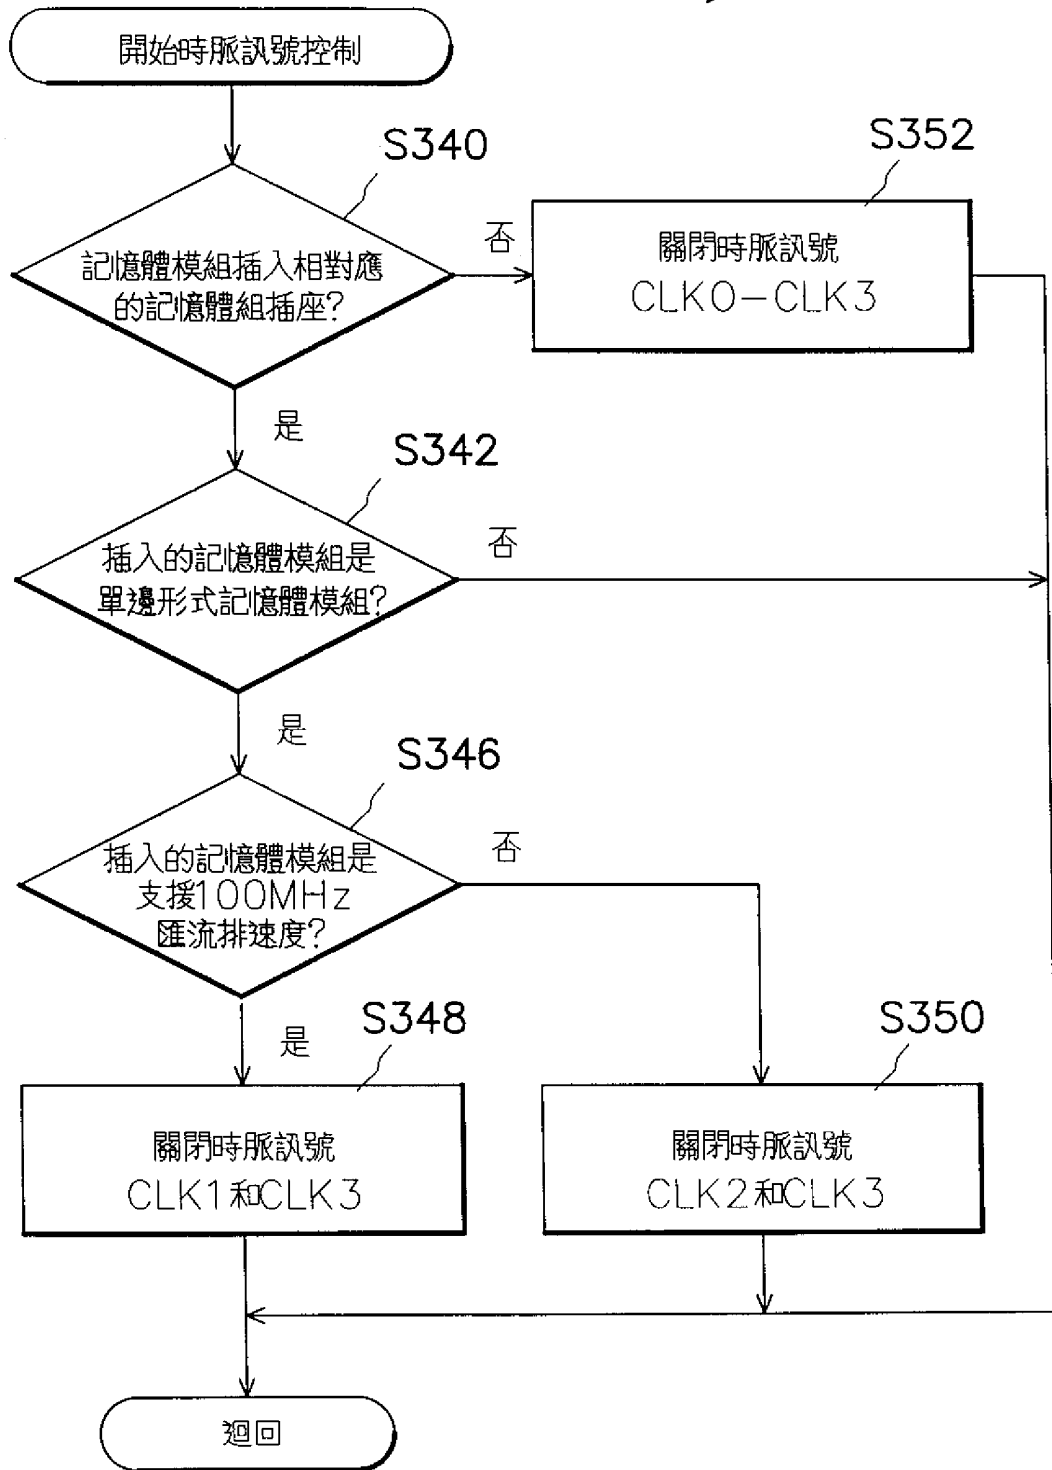 開始時脈訊號控制
S340
記憶體模組插入相對應
的記憶體組插座?
否
S352
關閉時脈訊號
CLK0-CLK3
是
S342
插入的記憶體模組是
單邊形式記憶體模組?
否
是
S346
插入的記憶體模組是
支援100MHz
匯流排速度?
否
是
S348
關閉時脈訊號
CLK1和CLK3
S350
關閉時脈訊號
CLK2和CLK3
迴回